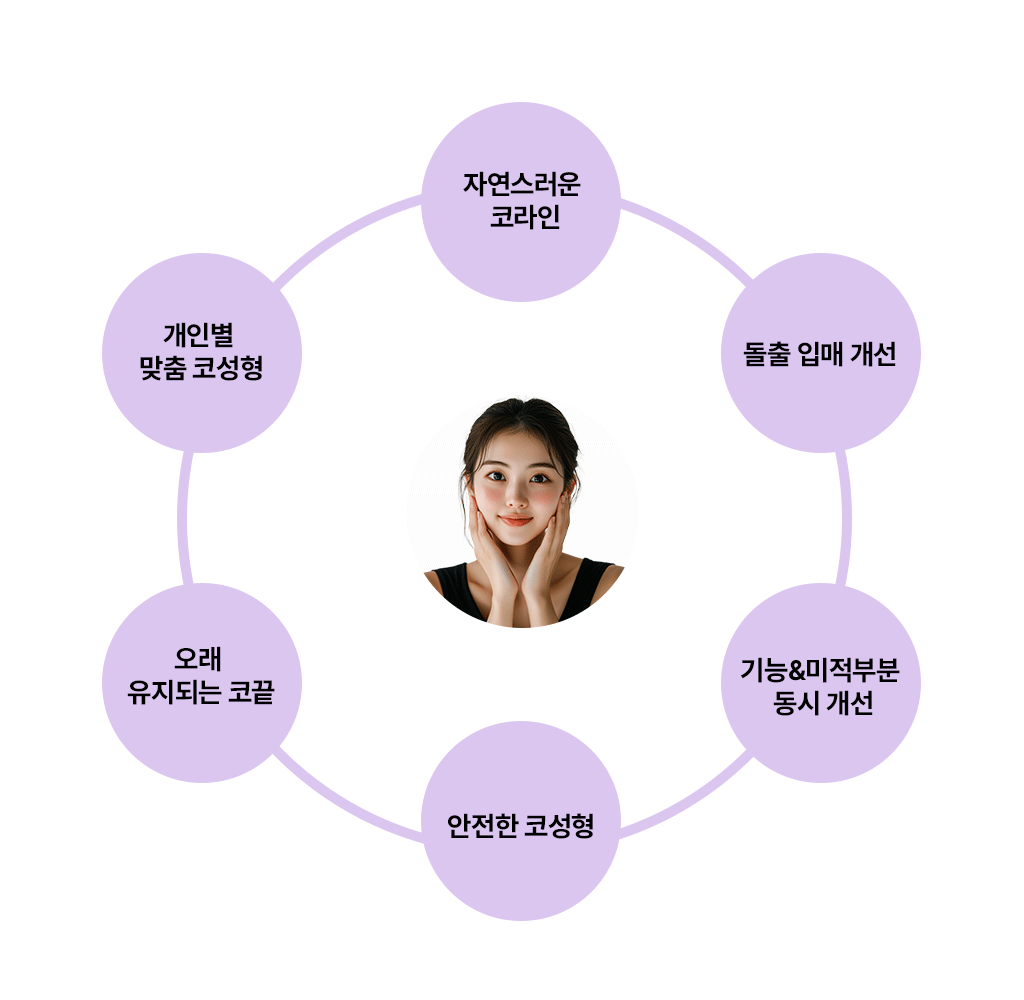 자연스러운
코라인
돌출 입매 개선
기능&미적부분
동시 개선
안전한 코성형
오래
유지되는 코끝
개인별
맞춤 코성형